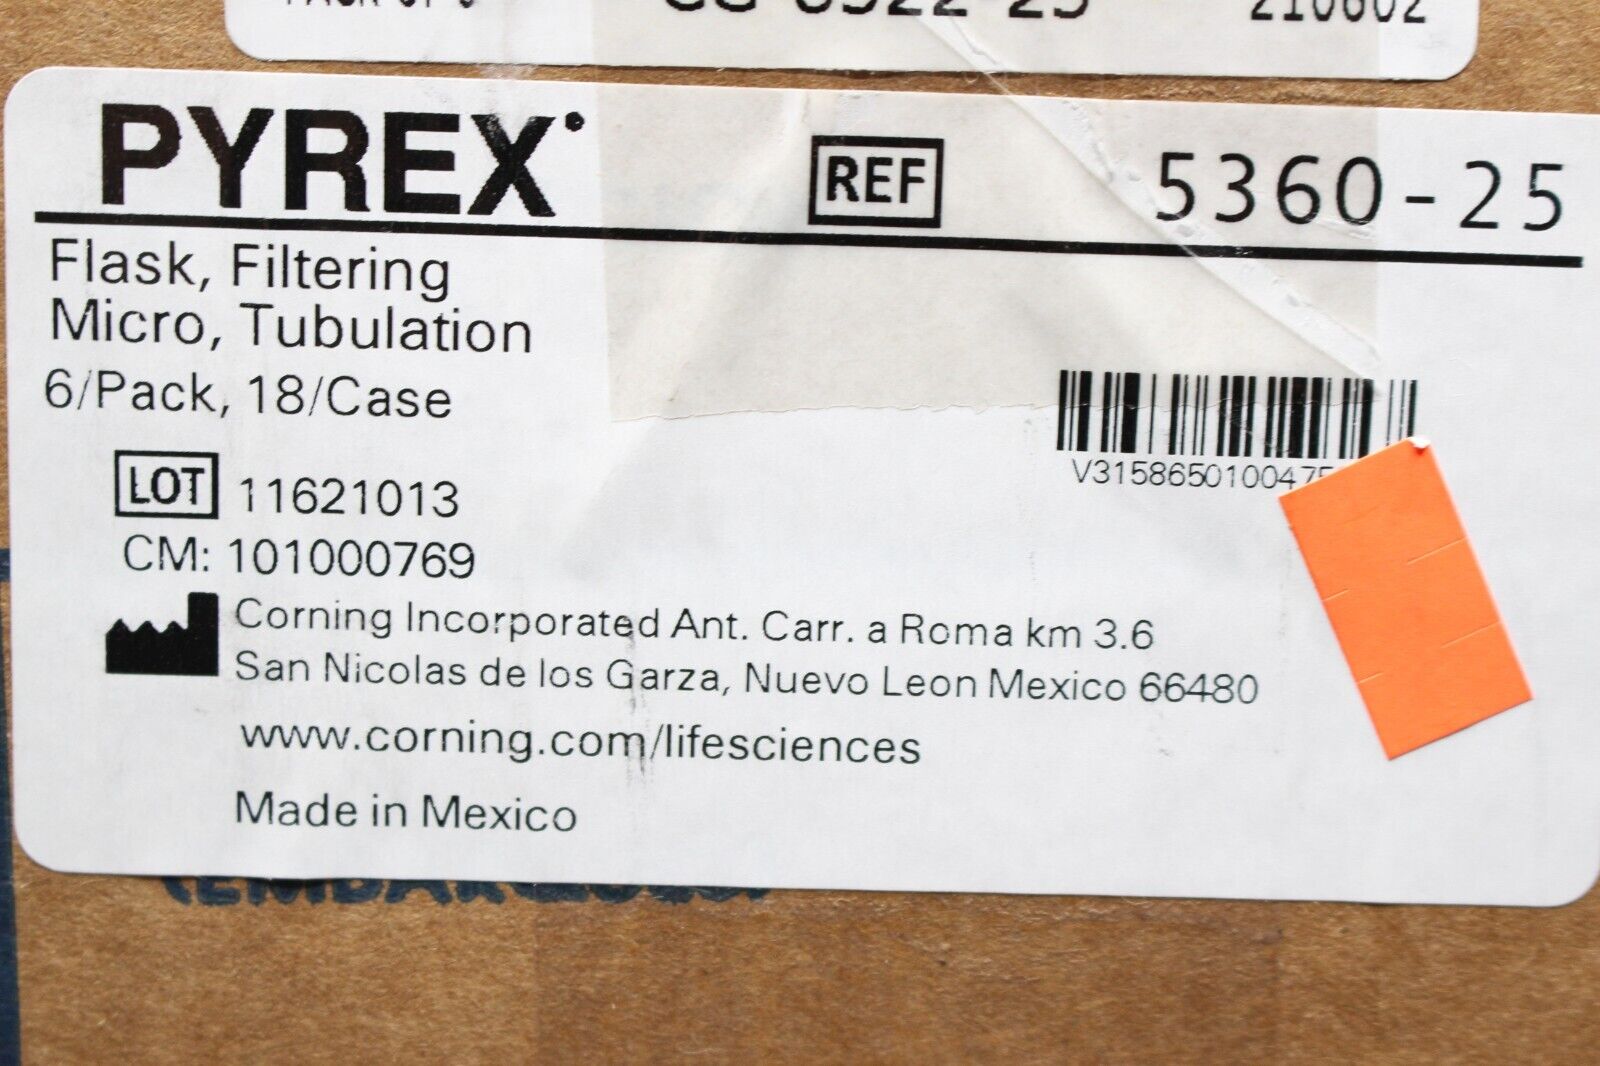 PYREX
REF 5360-25
Flask, Filtering
Micro, Tubulation
6/Pack, 18/Case
V3158650100475
LOT 11621013
CM: 101000769
Corning Incorporated Ant. Carr. a Roma km 3.6
San Nicolas de los Garza, Nuevo Leon Mexico 66480
www.corning.com/lifesciences
Made in Mexico